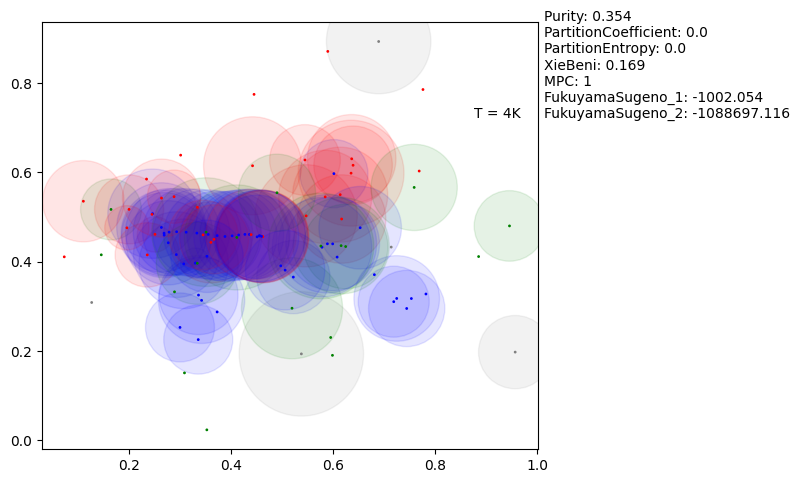 Purity: 0.354
PartitionCoefficient: 0.0
PartitionEntropy: 0.0
XieBeni: 0.169
MPC: 1
FukuyamaSugeno_1: -1002.054
FukuyamaSugeno_2: -1088697.116
T = 4K
0.8
0.6
0.4
0.2
0.0
0.2
0.4
0.6
0.8
1.0